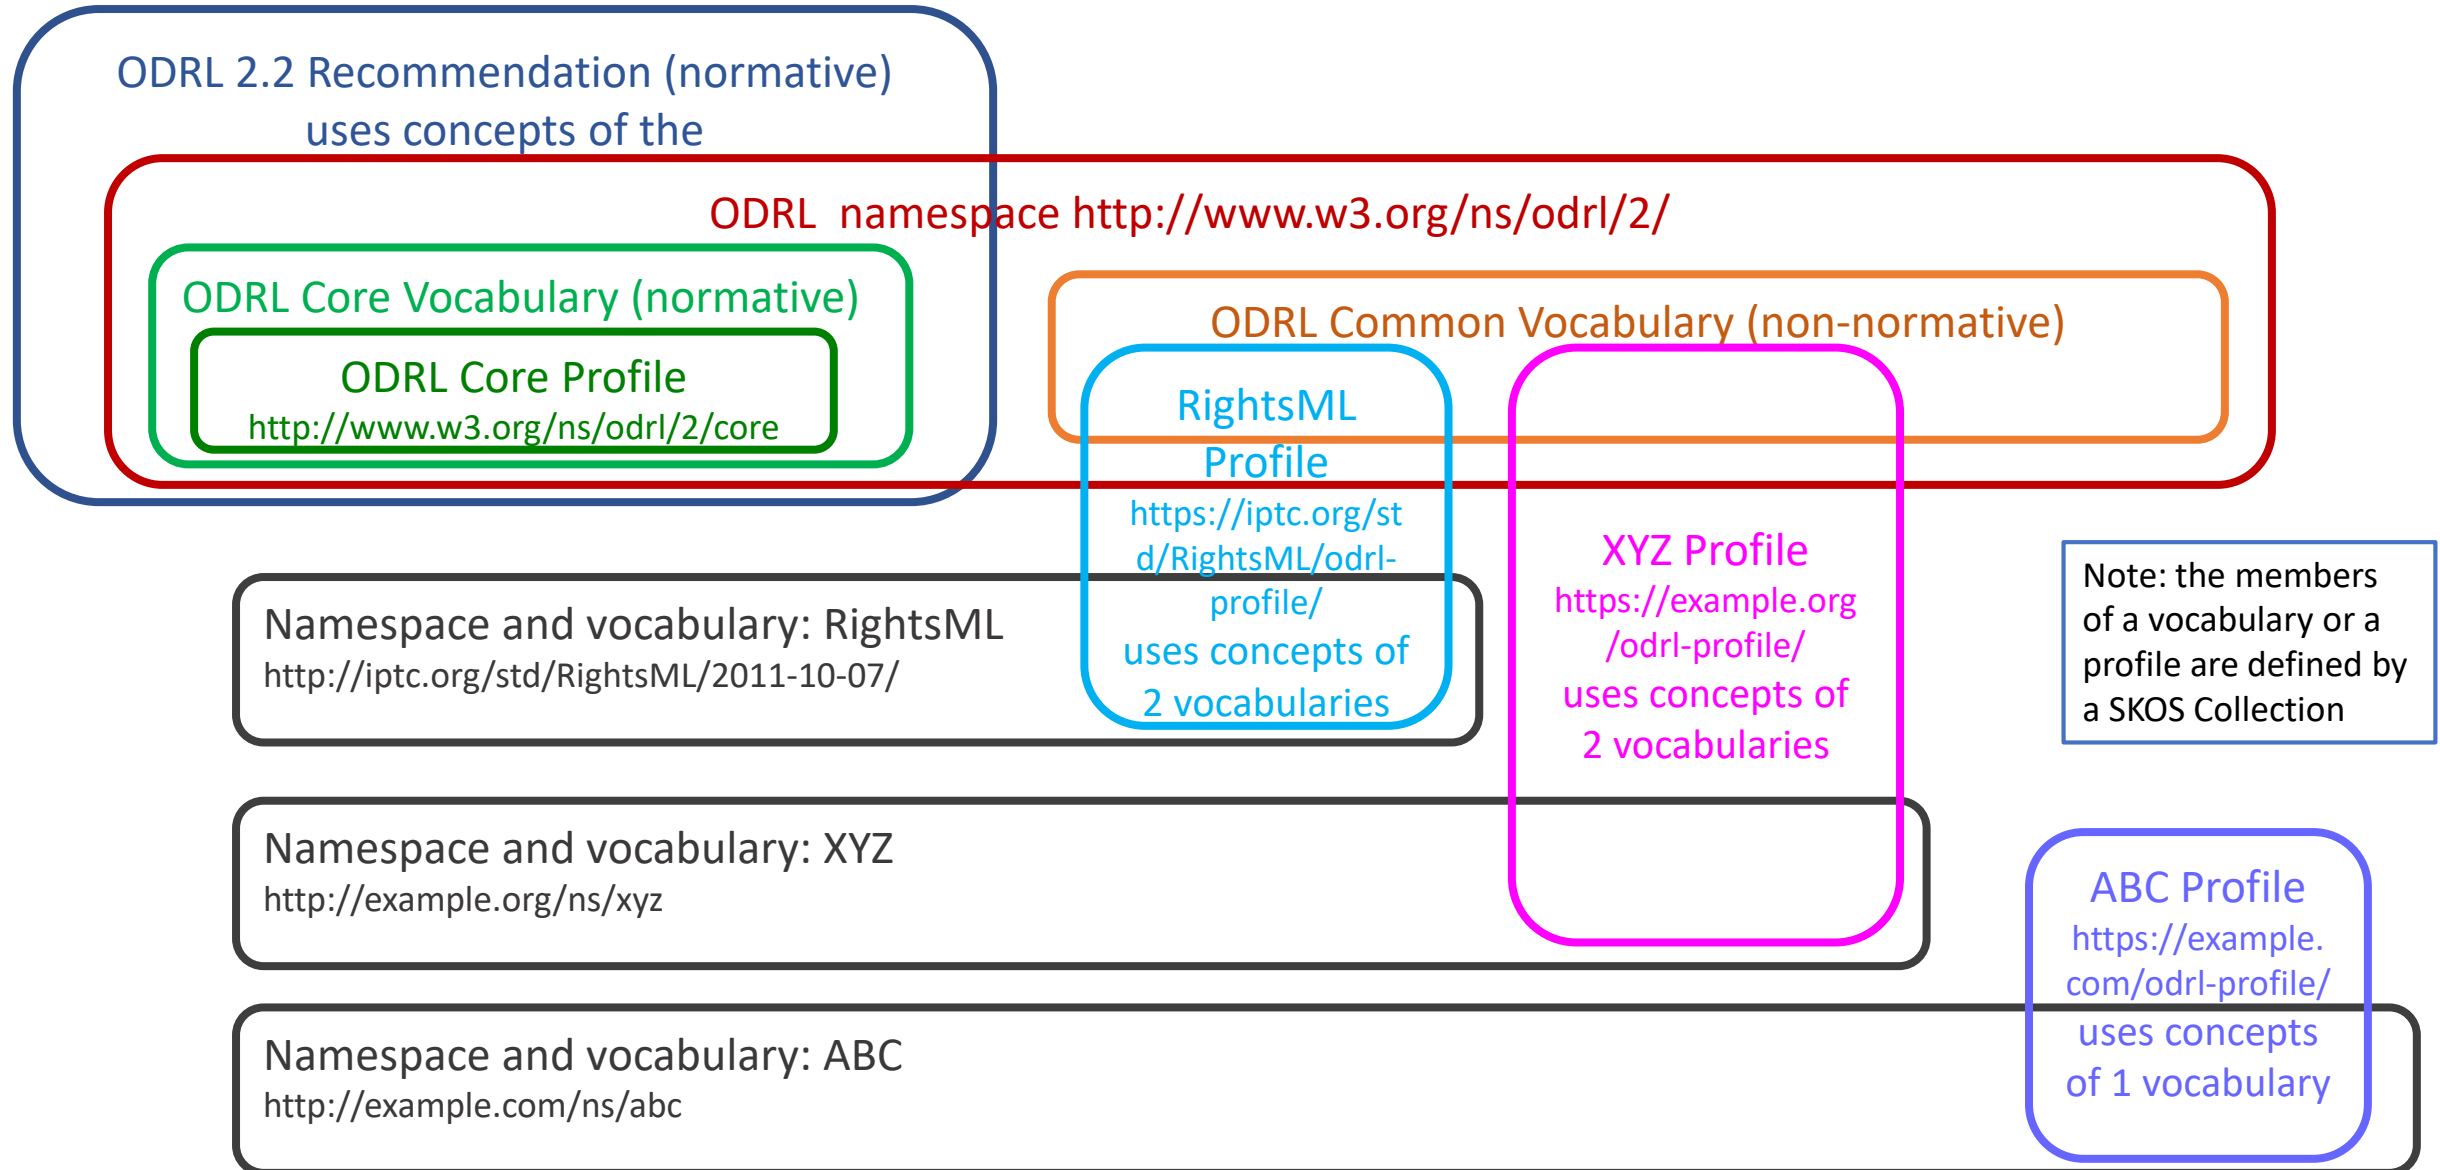 ODRL 2.2 Recommendation (normative)
uses concepts of the
ODRL  namespace http://www.w3.org/ns/odrl/2/
ODRL Core Vocabulary (normative)
ODRL Core Profile
http://www.w3.org/ns/odrl/2/core
ODRL Common Vocabulary (non-normative)
RightsML
Profile
https://iptc.org/st
d/RightsML/odrl-
profile/
uses concepts of
2 vocabularies
XYZ Profile
https://example.org
/odrl-profile/
uses concepts of
2 vocabularies
Note: the members
of a vocabulary or a
profile are defined by
a SKOS Collection
Namespace and vocabulary: RightsML
http://iptc.org/std/RightsML/2011-10-07/
Namespace and vocabulary: XYZ
http://example.org/ns/xyz
ABC Profile
https://example.
com/odrl-profile/
uses concepts
of 1 vocabulary
Namespace and vocabulary: ABC
http://example.com/ns/abc